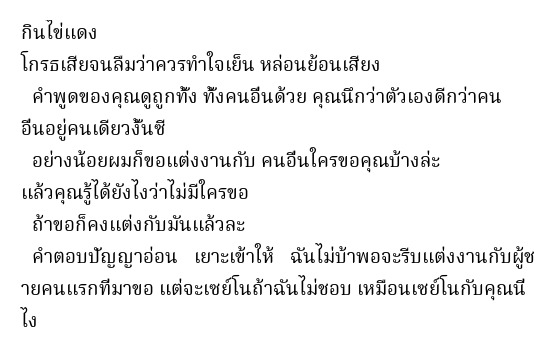 กินไข่แดง
โกรธเสียจนลืมว่าควรทำใจเย็น หล่อนย้อนเสียง
คำพูดของคุณดูถูกทั้ง ทั้งคนอื่นด้วย คุณนึกว่าตัวเองดีกว่าคน
อื่นอยู่คนเดียวงั้นซี
อย่างน้อยผมก็ขอแต่งงานกับ คนอื่นใครขอคุณบ้างล่ะ
แล้วคุณรู้ได้ยังไงว่าไม่มีใครขอ
ถ้าขอก็คงแต่งกับมันแล้วละ
คำตอบปัญญาอ่อน เยาะเข้าให้ ฉันไม่บ้าพอจะรีบแต่งงานกับผู้ช
ายคนแรกที่มาขอ แต่จะเซย์โนถ้าฉันไม่ชอบ เหมือนเซย์โนกับคุณนี่
ไง